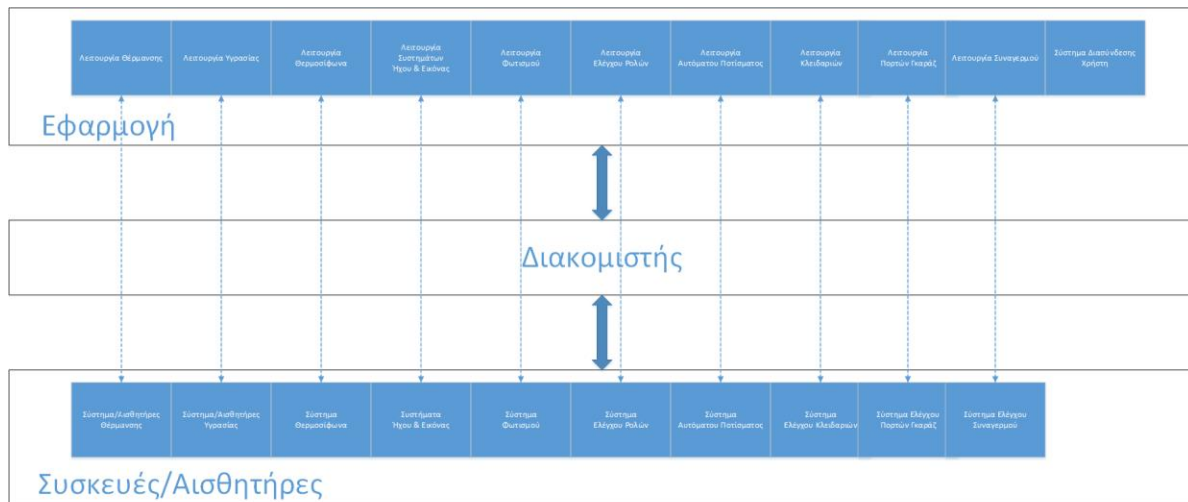 Λειτουργία Θέρμανσης
Λειτουργία Υγρασίας
Λειτουργία
Θερμοσίφωνα
Λειτουργία
Συστημάτων
Ήχου & Εικόνας
Λειτουργία
Φωτισμού
Λειτουργία
Ελέγχου Ρολών
Λειτουργία
Αυτόματου Ποτίσματος
Λειτουργία
Κλειδαριών
Λειτουργία
Πορτών Γκαράζ
Λειτουργία Συναγερμού
Σύστημα Διασύνδεσης
Χρήστη
Εφαρμογή
Διακομιστής
Σύστημα/Αισθητήρες
Θέρμανσης
Σύστημα/Αισθητήρες
Υγρασίας
Σύστημα
Θερμοσίφωνα
Συστήματα
Ήχου & Εικόνας
Σύστημα
Φωτισμού
Σύστημα
Ελέγχου Ρολών
Σύστημα
Αυτόματου Ποτίσματος
Σύστημα
Ελέγχου Κλειδαριών
Σύστημα Ελέγχου
Πορτών Γκαράζ
Σύστημα Ελέγχου
Συναγερμού
Συσκευές/Αισθητήρες